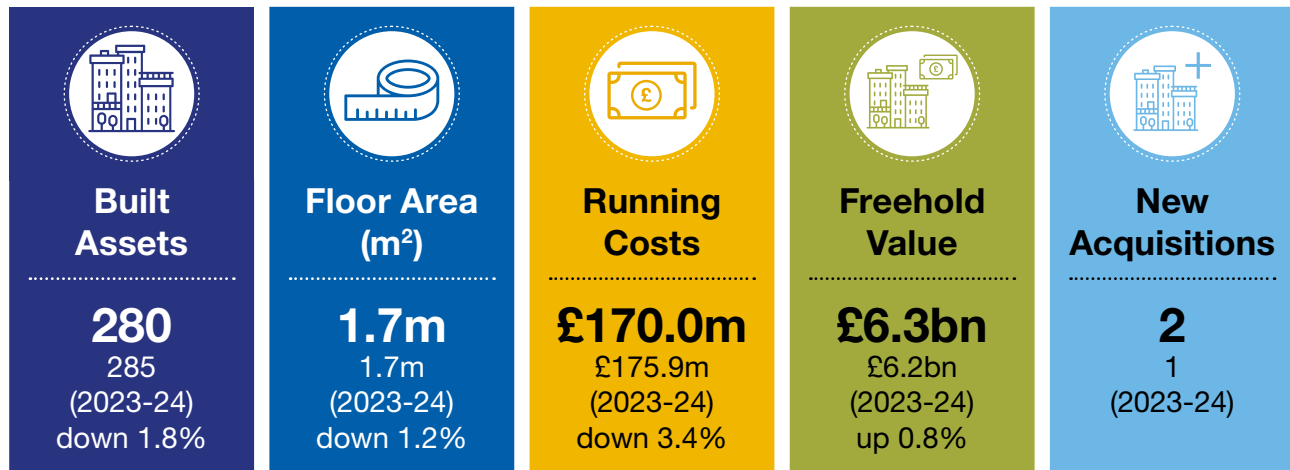 Built
Assets
280
285
(2023-24)
down 1.8%
Floor Area
(m²)
1.7m
1.7m
(2023-24)
down 1.2%
£
Running
Costs
£170.0m
£175.9m
(2023-24)
down 3.4%
£
Freehold
Value
£6.3bn
£6.2bn
(2023-24)
up 0.8%
New
Acquisitions
2
1
(2023-24)